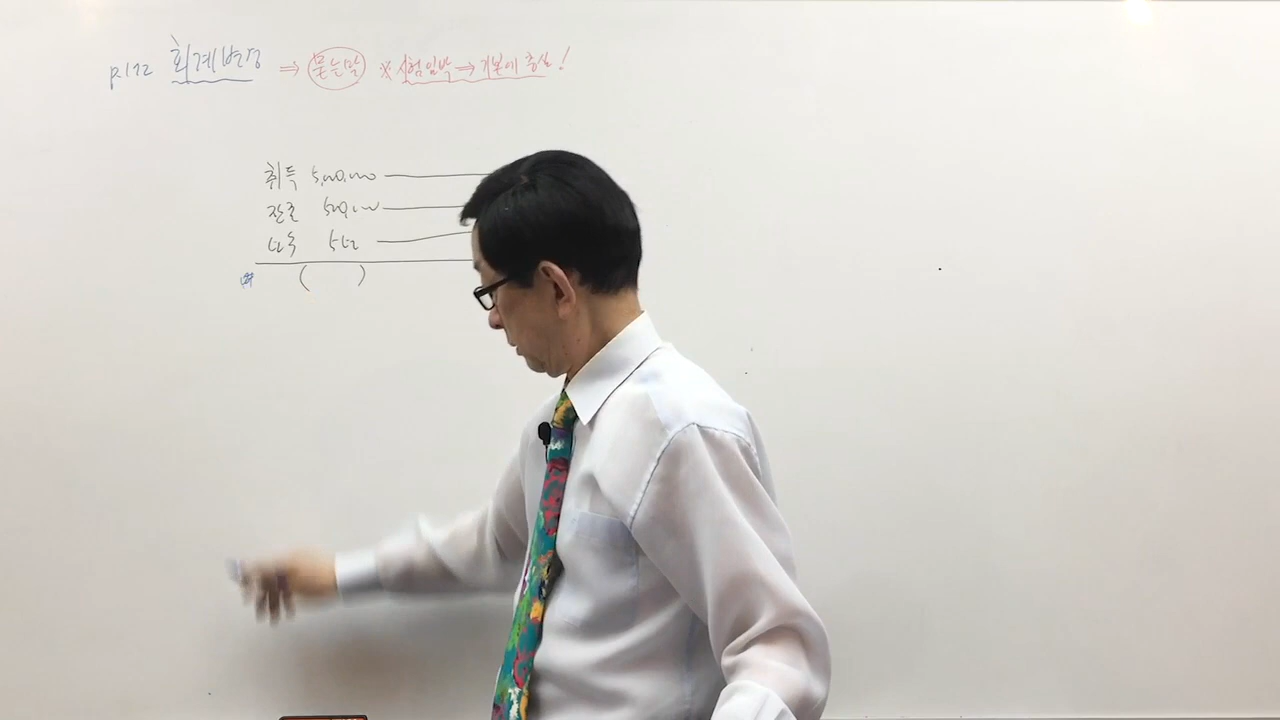 p.172 회계변경 ⇒ 묻는말 ※ 시험임박 ⇒ 기본에 충실!
취득 5,000,000
잔존 500,000
내용 5년
# ( )